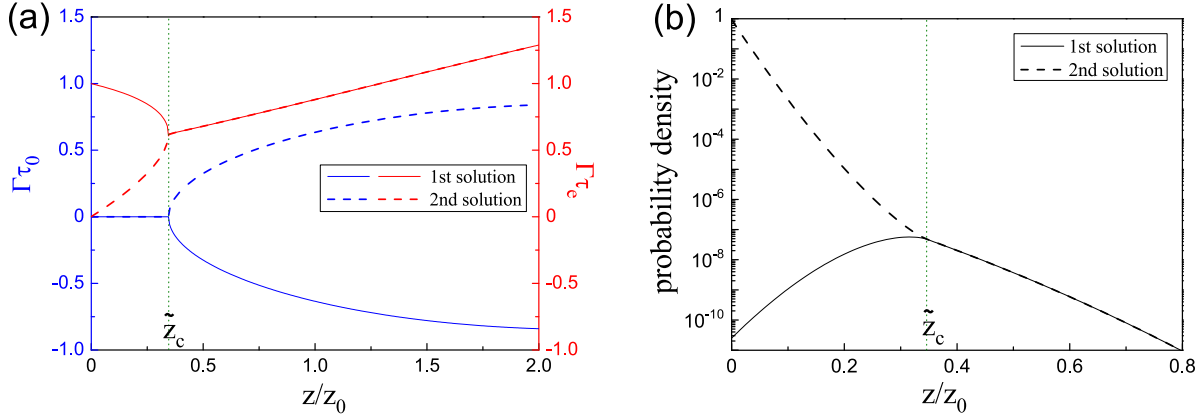 (a)
1.5
1.0
0.5
0
-0.5
-1.0
Γτ₀
0
0.5
1.0
1.5
2.0
z/z₀
1.5
1.0
0.5
0
-0.5
-1.0
Γτₑ
1st solution
2nd solution
z̃_c
(b)
1
10⁻²
10⁻⁴
10⁻⁶
10⁻⁸
10⁻¹⁰
probability density
0
0.2
0.4
0.6
0.8
z/z₀
1st solution
2nd solution
z̃_c